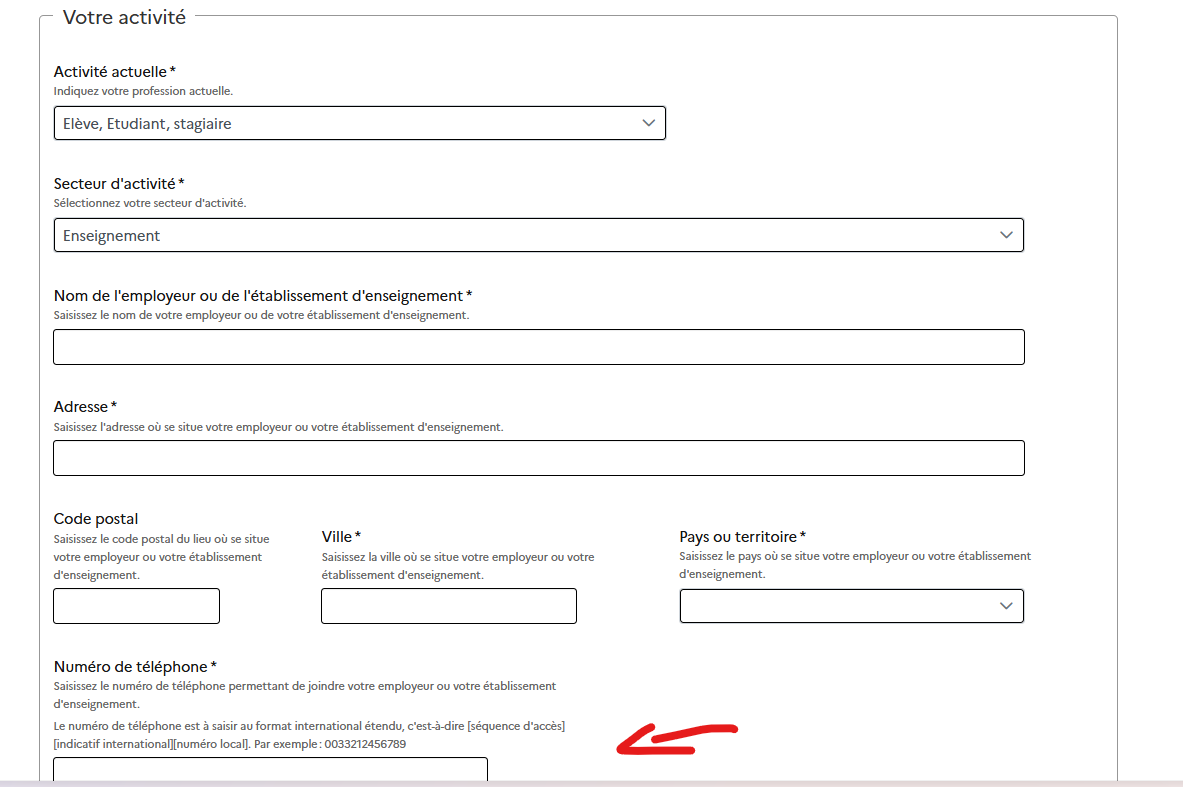 Votre activité
Activité actuelle *
Indiquez votre profession actuelle.
Elève, Etudiant, stagiaire
Secteur d'activité *
Sélectionnez votre secteur d'activité.
Enseignement
Nom de l'employeur ou de l'établissement d'enseignement *
Saisissez le nom de votre employeur ou de votre établissement d'enseignement.
Adresse *
Saisissez l'adresse où se situe votre employeur ou votre établissement d'enseignement.
Code postal
Saisissez le code postal du lieu où se situe
votre employeur ou votre établissement
d'enseignement.
Ville *
Saisissez la ville où se situe votre employeur ou votre
établissement d'enseignement.
Pays ou territoire *
Saisissez le pays où se situe votre employeur ou votre établissement
d'enseignement.
Numéro de téléphone *
Saisissez le numéro de téléphone permettant de joindre votre employeur ou votre établissement
d'enseignement.
Le numéro de téléphone est à saisir au format international étendu, c'est-à-dire [séquence d'accès]
[indicatif international][numéro local]. Par exemple : 0033212456789